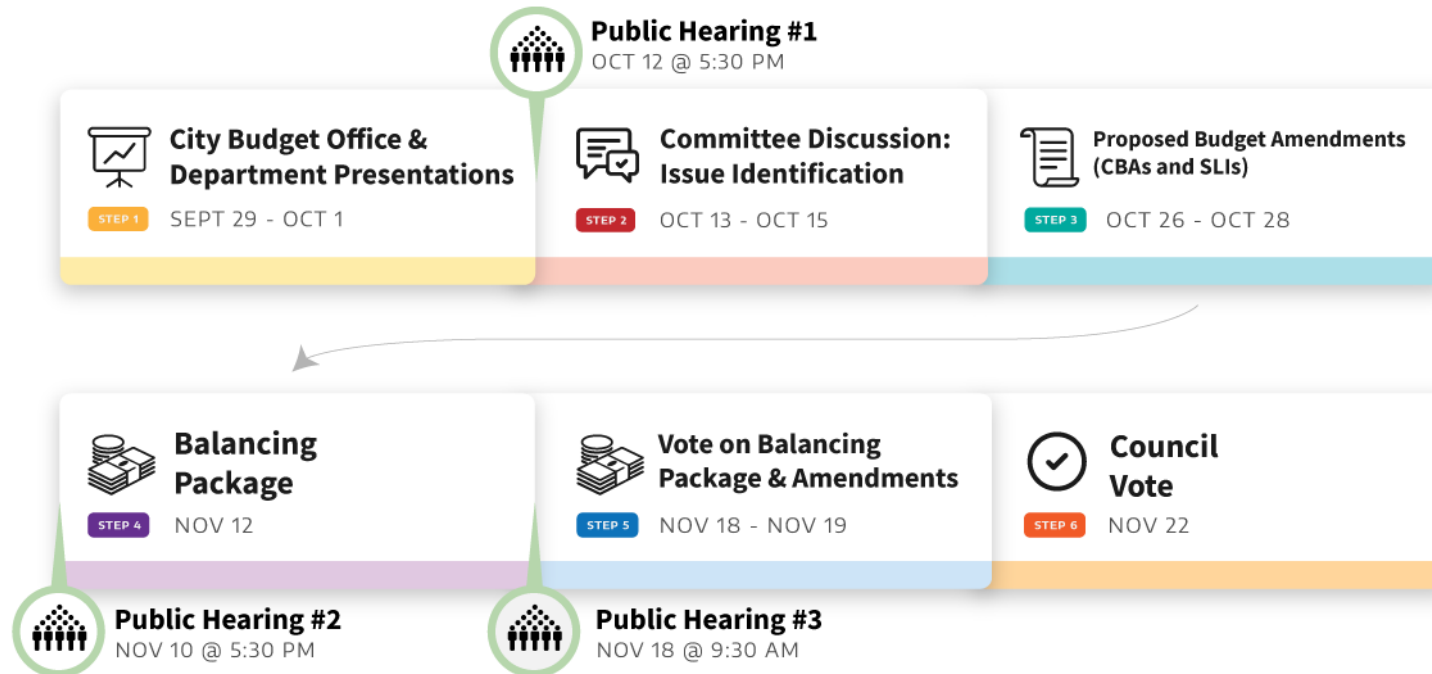 Public Hearing #1
OCT 12 @ 5:30 PM
City Budget Office &
Department Presentations
STEP 1
SEPT 29 - OCT 1
Committee Discussion:
Issue Identification
STEP 2
OCT 13 - OCT 15
Proposed Budget Amendments
(CBAs and SLIs)
STEP 3
OCT 26 - OCT 28
Balancing
Package
STEP 4
NOV 12
Vote on Balancing
Package & Amendments
STEP 5
NOV 18 - NOV 19
Council
Vote
STEP 6
NOV 22
Public Hearing #2
NOV 10 @ 5:30 PM
Public Hearing #3
NOV 18 @ 9:30 AM